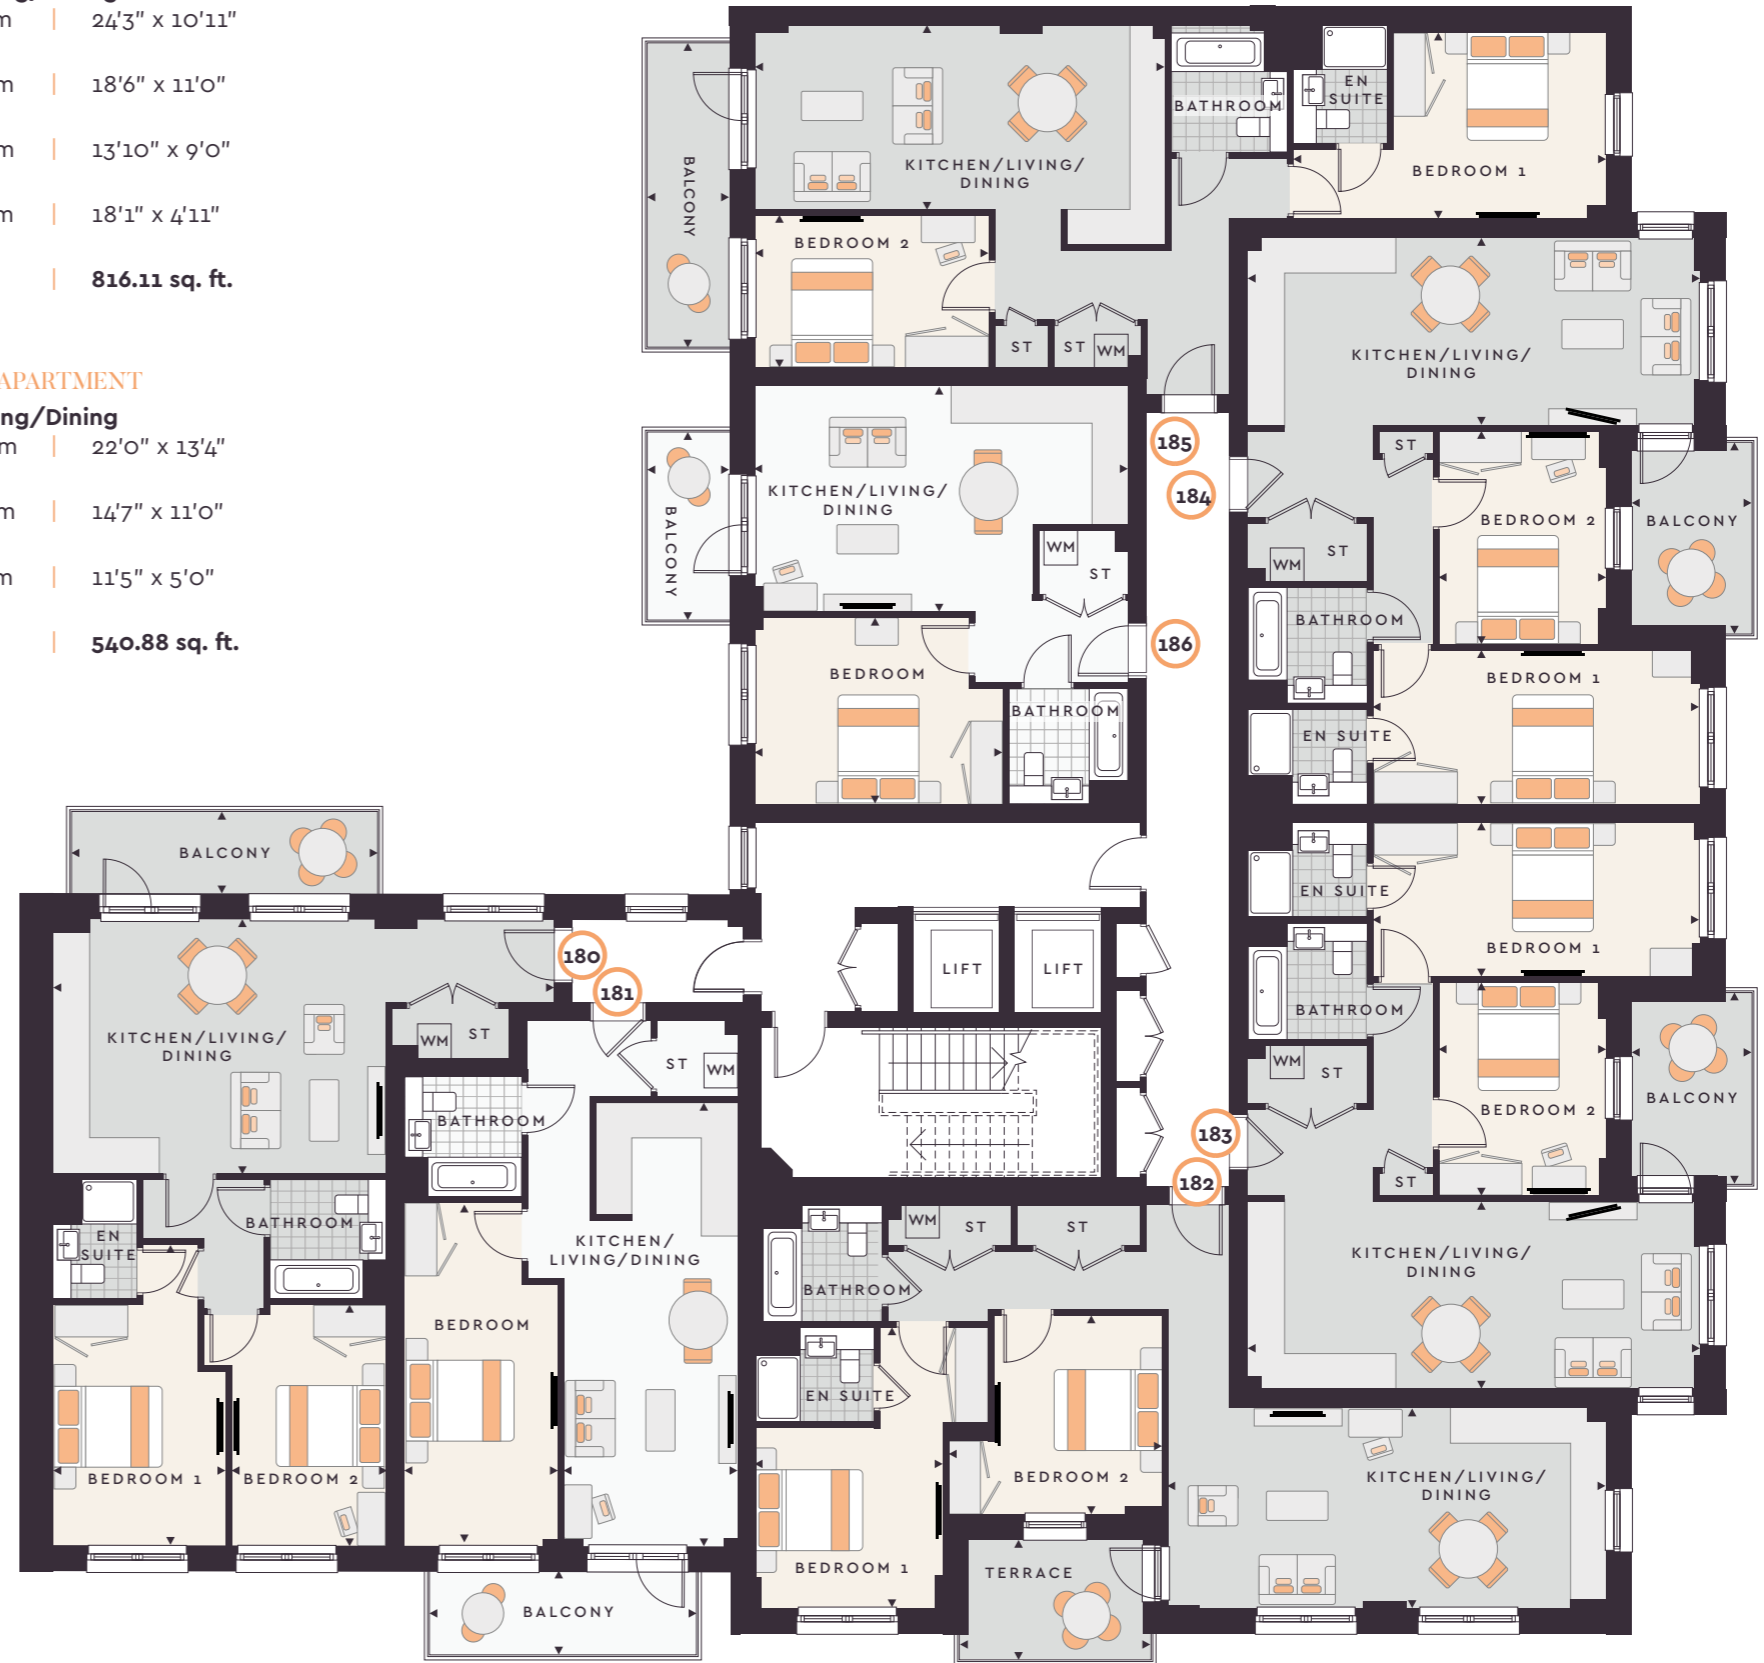 m | 24'3" x 10'11"
m | 18'6" x 11'0"
m | 13'10" x 9'0"
m | 18'1" x 4'11"
| 816.11 sq. ft.
APARTMENT
ng/Dining
m | 22'0" x 13'4"
m | 14'7" x 11'0"
m | 11'5" x 5'0"
| 540.88 sq. ft.
BALCONY
KITCHEN/LIVING/
DINING
BATHROOM
EN
SUITE
BEDROOM 1
BEDROOM 2
ST
ST
WM
185
184
KITCHEN/LIVING/
DINING
ST
BEDROOM 2
BALCONY
WM
ST
BATHROOM
BEDROOM 1
EN SUITE
BALCONY
KITCHEN/LIVING/
DINING
WM
ST
186
BEDROOM
BATHROOM
EN SUITE
BEDROOM 1
BATHROOM
WM
ST
BEDROOM 2
BALCONY
183
182
ST
KITCHEN/LIVING/
DINING
LIFT
LIFT
BALCONY
180
181
KITCHEN/LIVING/
DINING
WM
ST
BATHROOM
EN
SUITE
BEDROOM 1
BEDROOM 2
ST
WM
BATHROOM
KITCHEN/
LIVING/DINING
BEDROOM
BALCONY
WM
ST
ST
BATHROOM
EN SUITE
BEDROOM 1
BEDROOM 2
TERRACE
KITCHEN/LIVING/
DINING